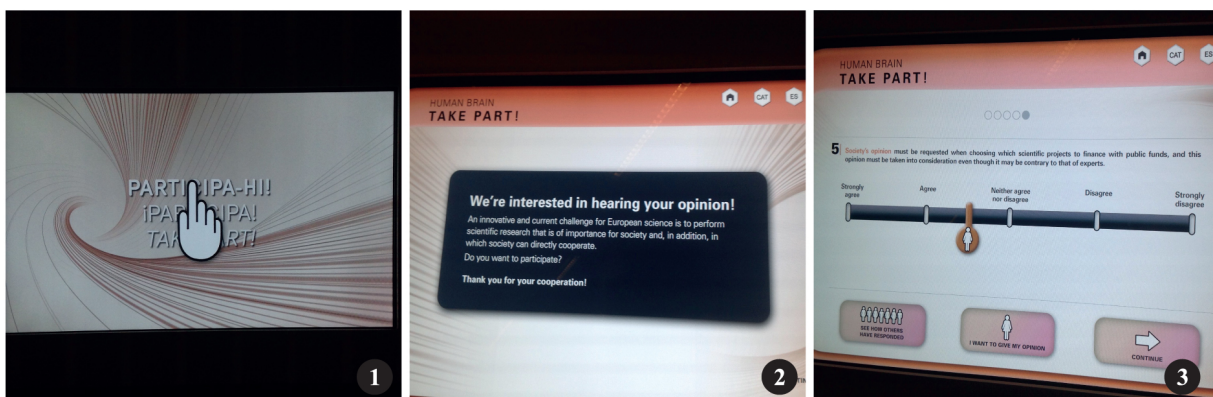 PARTICIPA-HI!
¡PARTICIPA!
TAKE PART!
1
HUMAN BRAIN
TAKE PART!
CAT
ES
We're interested in hearing your opinion!
An innovative and current challenge for European science is to perform
scientific research that is of importance for society and, in addition, in
which society can directly cooperate.
Do you want to participate?
Thank you for your cooperation!
2
HUMAN BRAIN
TAKE PART!
CAT
ES
5 Society's opinion must be requested when choosing which scientific projects to finance with public funds, and this
opinion must be taken into consideration even though it may be contrary to that of experts.
Strongly
agree
Agree
Neither agree
nor disagree
Disagree
Strongly
disagree
SEE HOW OTHERS
HAVE RESPONDED
I WANT TO GIVE MY OPINION
CONTINUE
3